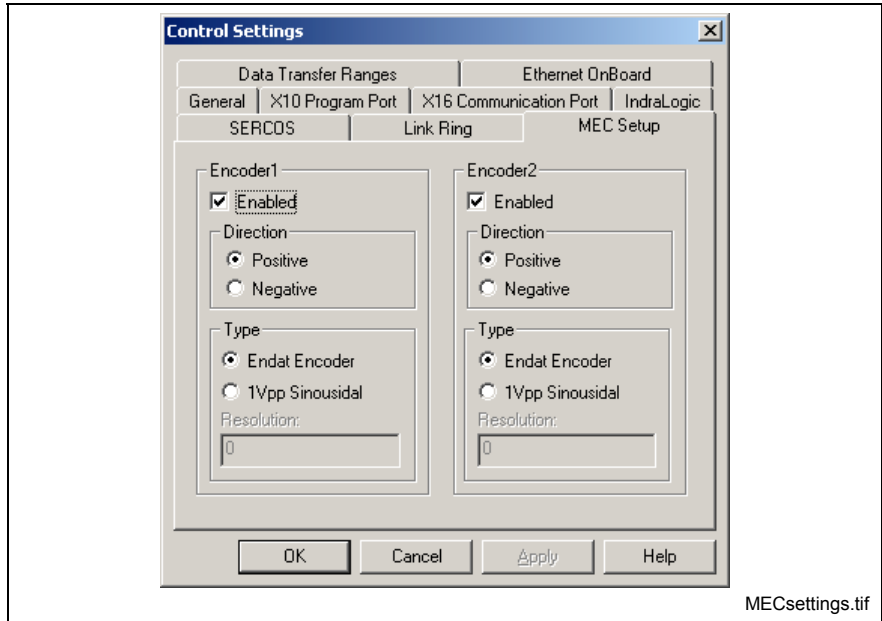 Control Settings
Data Transfer Ranges Ethernet OnBoard
General X10 Program Port X16 Communication Port IndraLogic
SERCOS Link Ring MEC Setup
Encoder1 Encoder2
Enabled Enabled
Direction Direction
Positive Positive
Negative Negative
Type Type
Endat Encoder Endat Encoder
1Vpp Sinousidal 1Vpp Sinousidal
Resolution: Resolution:
0 0
OK Cancel Apply Help
MECsettings.tif